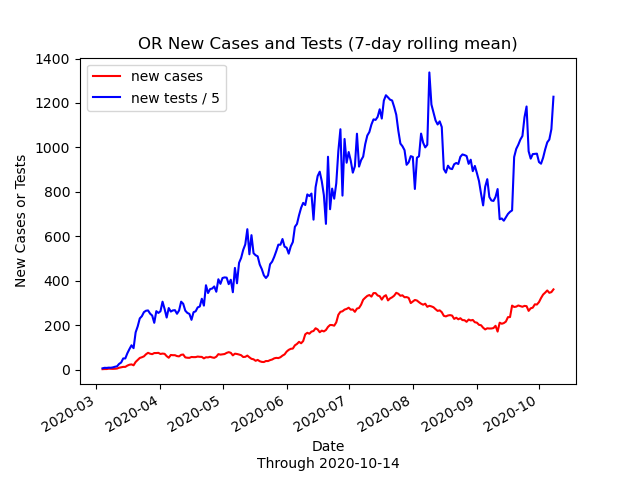 OR New Cases and Tests (7-day rolling mean)
new cases
new tests / 5
New Cases or Tests
1400
1200
1000
800
600
400
200
0
2020-03
2020-04
2020-05
2020-06
2020-07
2020-08
2020-09
2020-10
Date
Through 2020-10-14